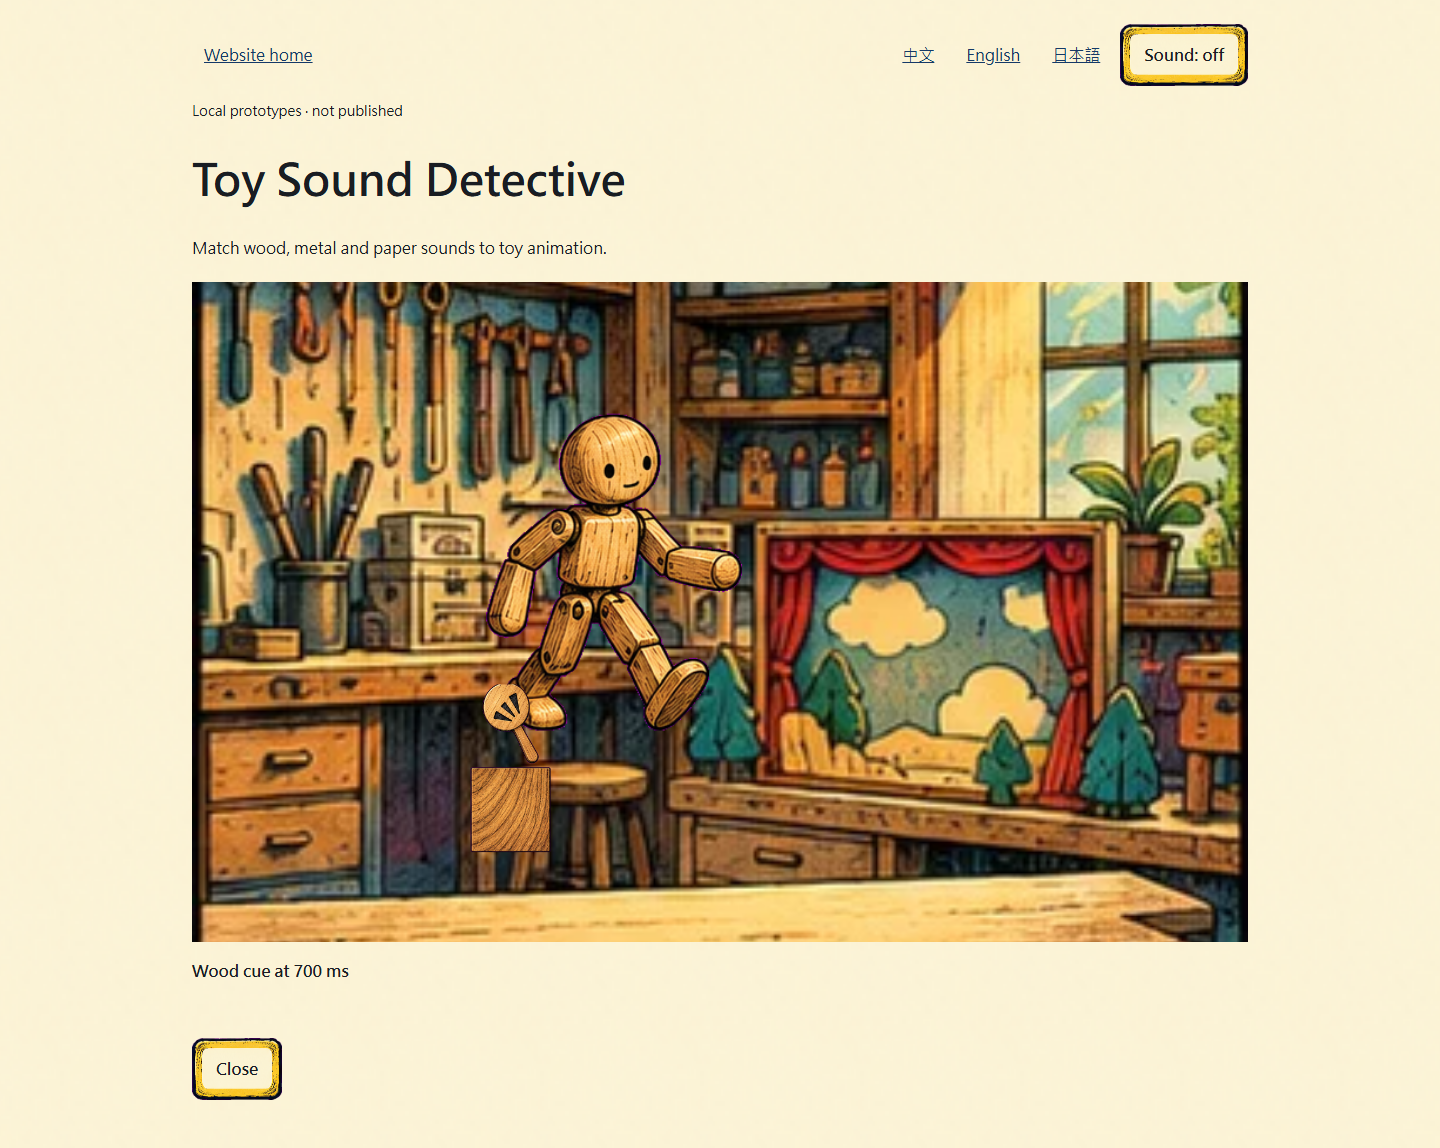 Website home
中文 English 日本語 Sound: off
Local prototypes · not published
Toy Sound Detective
Match wood, metal and paper sounds to toy animation.
Wood cue at 700 ms
Close